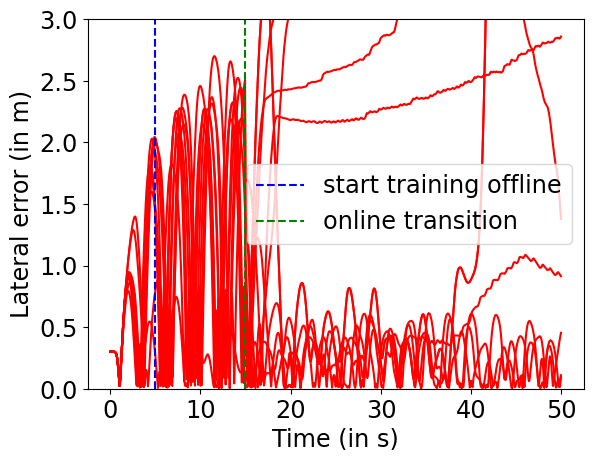 3.0
2.5
2.0
1.5
1.0
0.5
0.0
Lateral error (in m)
start training offline
online transition
0 10 20 30 40 50
Time (in s)